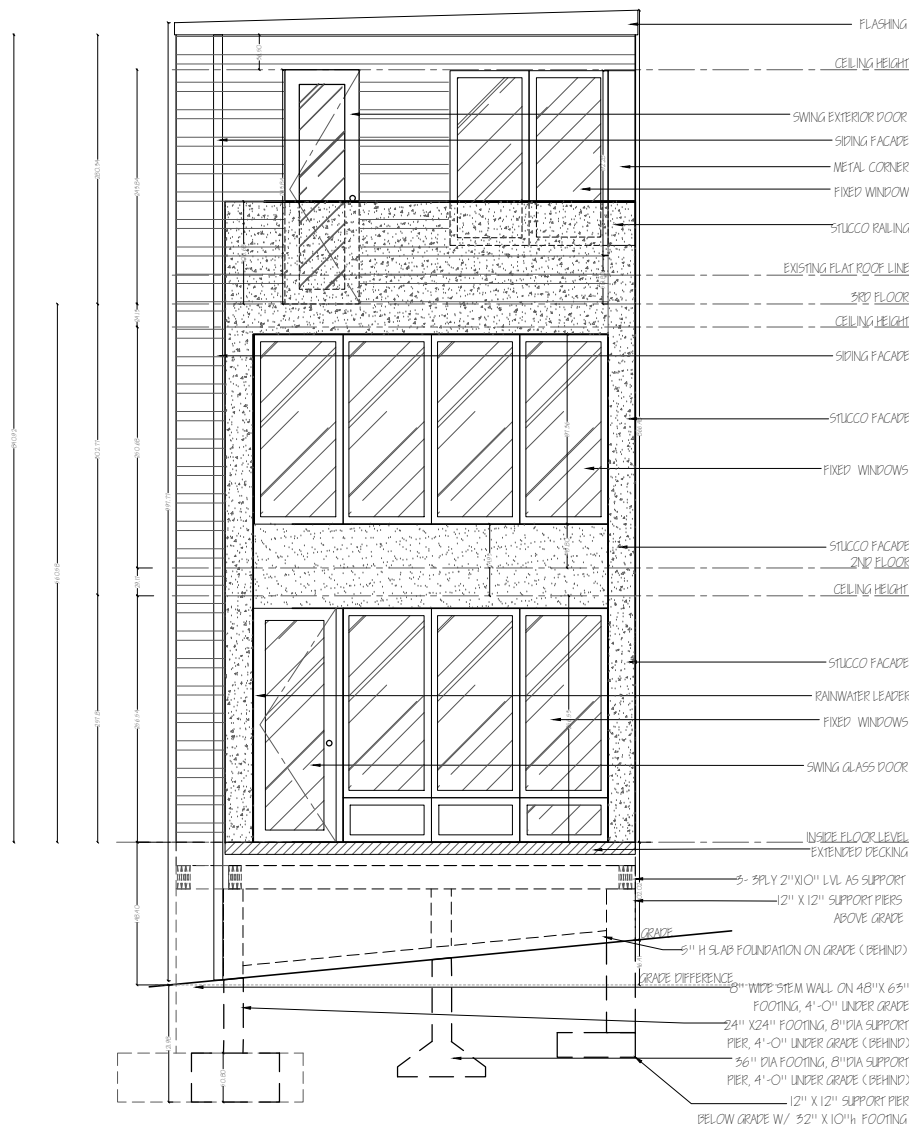 FLASHING
CEILING HEIGHT
SWING EXTERIOR DOOR
SIDING FACADE
METAL CORNER
FIXED WINDOW
STUCCO RAILING
EXISTING FLAT ROOF LINE
3RD FLOOR
CEILING HEIGHT
SIDING FACADE
STUCCO FACADE
FIXED WINDOWS
STUCCO FACADE
2ND FLOOR
CEILING HEIGHT
STUCCO FACADE
RAINWATER LEADER
FIXED WINDOWS
SWING GLASS DOOR
INSIDE FLOOR LEVEL
EXTENDED DECKING
3- 3PLY 2"X10" LVL AS SUPPORT
12" X 12" SUPPORT PIERS
ABOVE GRADE
GRADE
5" H SLAB FOUNDATION ON GRADE (BEHIND)
GRADE DIFFERENCE
8" WIDE STEM WALL ON 48"X 63"
FOOTING, 4'-0" UNDER GRADE
24" X24" FOOTING, 8"DIA SUPPORT
PIER, 4'-0" UNDER GRADE (BEHIND)
36" DIA FOOTING, 8"DIA SUPPORT
PIER, 4'-0" UNDER GRADE (BEHIND)
12" X 12" SUPPORT PIER
BELOW GRADE W/ 32" X 10"h FOOTING